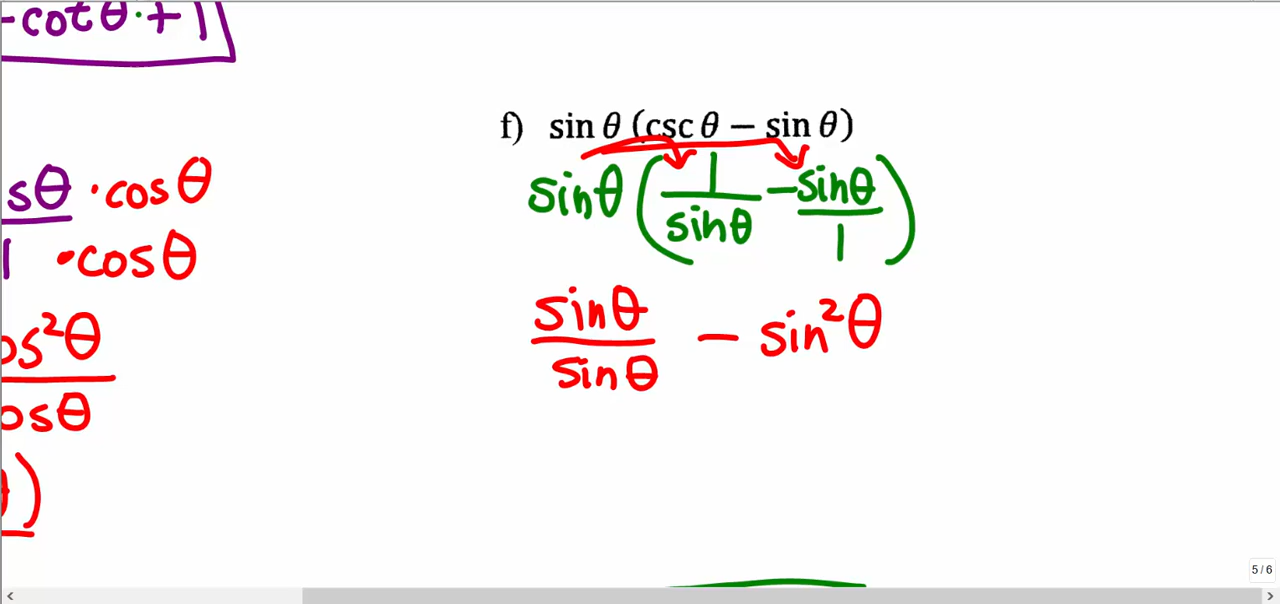 -cotθ + 1
f) sin θ (csc θ − sin θ)
sinθ ( 1/sinθ − sinθ/1 )
sθ/1 · cosθ/· cosθ
sinθ/sinθ − sin²θ
os²θ/osθ
θ)
5 / 6